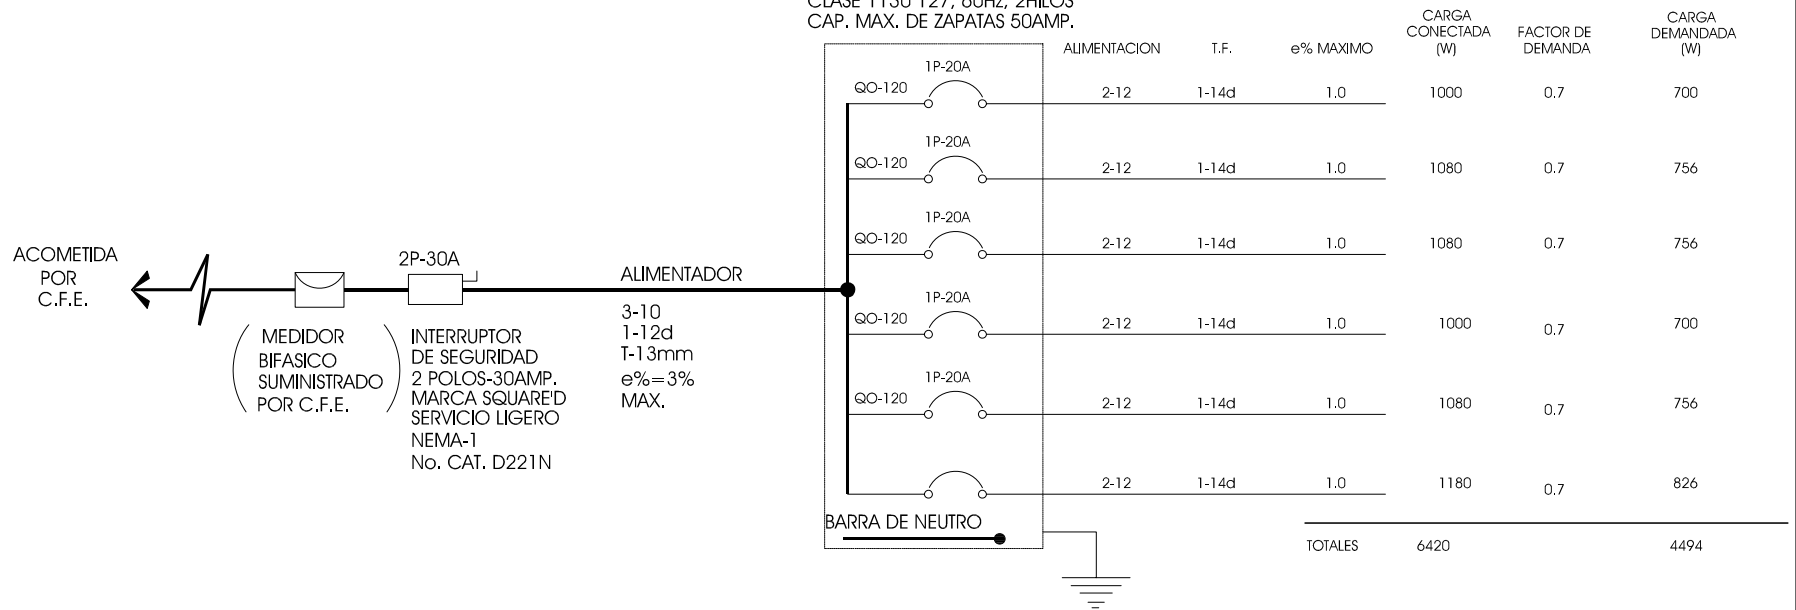 CAP. MAX. DE ZAPATAS 50AMP.
ALIMENTACION T.F. e% MAXIMO CARGA CONECTADA (W) FACTOR DE DEMANDA CARGA DEMANDADA (W)
QO-120 1P-20A 2-12 1-14d 1.0 1000 0.7 700
QO-120 1P-20A 2-12 1-14d 1.0 1080 0.7 756
QO-120 1P-20A 2-12 1-14d 1.0 1080 0.7 756
QO-120 1P-20A 2-12 1-14d 1.0 1000 0.7 700
QO-120 1P-20A 2-12 1-14d 1.0 1080 0.7 756
2-12 1-14d 1.0 1180 0.7 826
BARRA DE NEUTRO
TOTALES 6420 4494
ACOMETIDA
POR
C.F.E.
MEDIDOR
BIFASICO
SUMINISTRADO
POR C.F.E.
2P-30A
INTERRUPTOR
DE SEGURIDAD
2 POLOS-30AMP.
MARCA SQUARE'D
SERVICIO LIGERO
NEMA-1
No. CAT. D221N
ALIMENTADOR
3-10
1-12d
T-13mm
e%=3%
MAX.